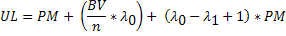 UL = PM + (BV/n * λ₀) + (λ₀ − λ₁ + 1) * PM